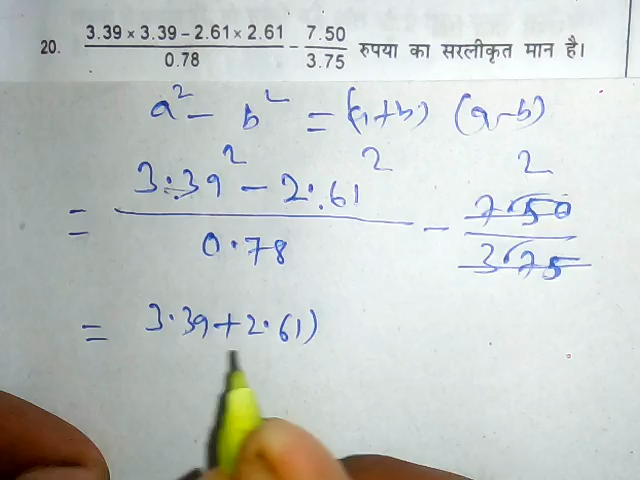 20. 3.39 × 3.39 – 2.61 × 2.61 / 0.78 – 7.50 / 3.75 रुपया का सरलीकृत मान है।
a² – b² = (a+b) (a–b)
= 3.39² – 2.61² / 0.78 – 7.50 / 3.75 2
= 3.39+2.61)